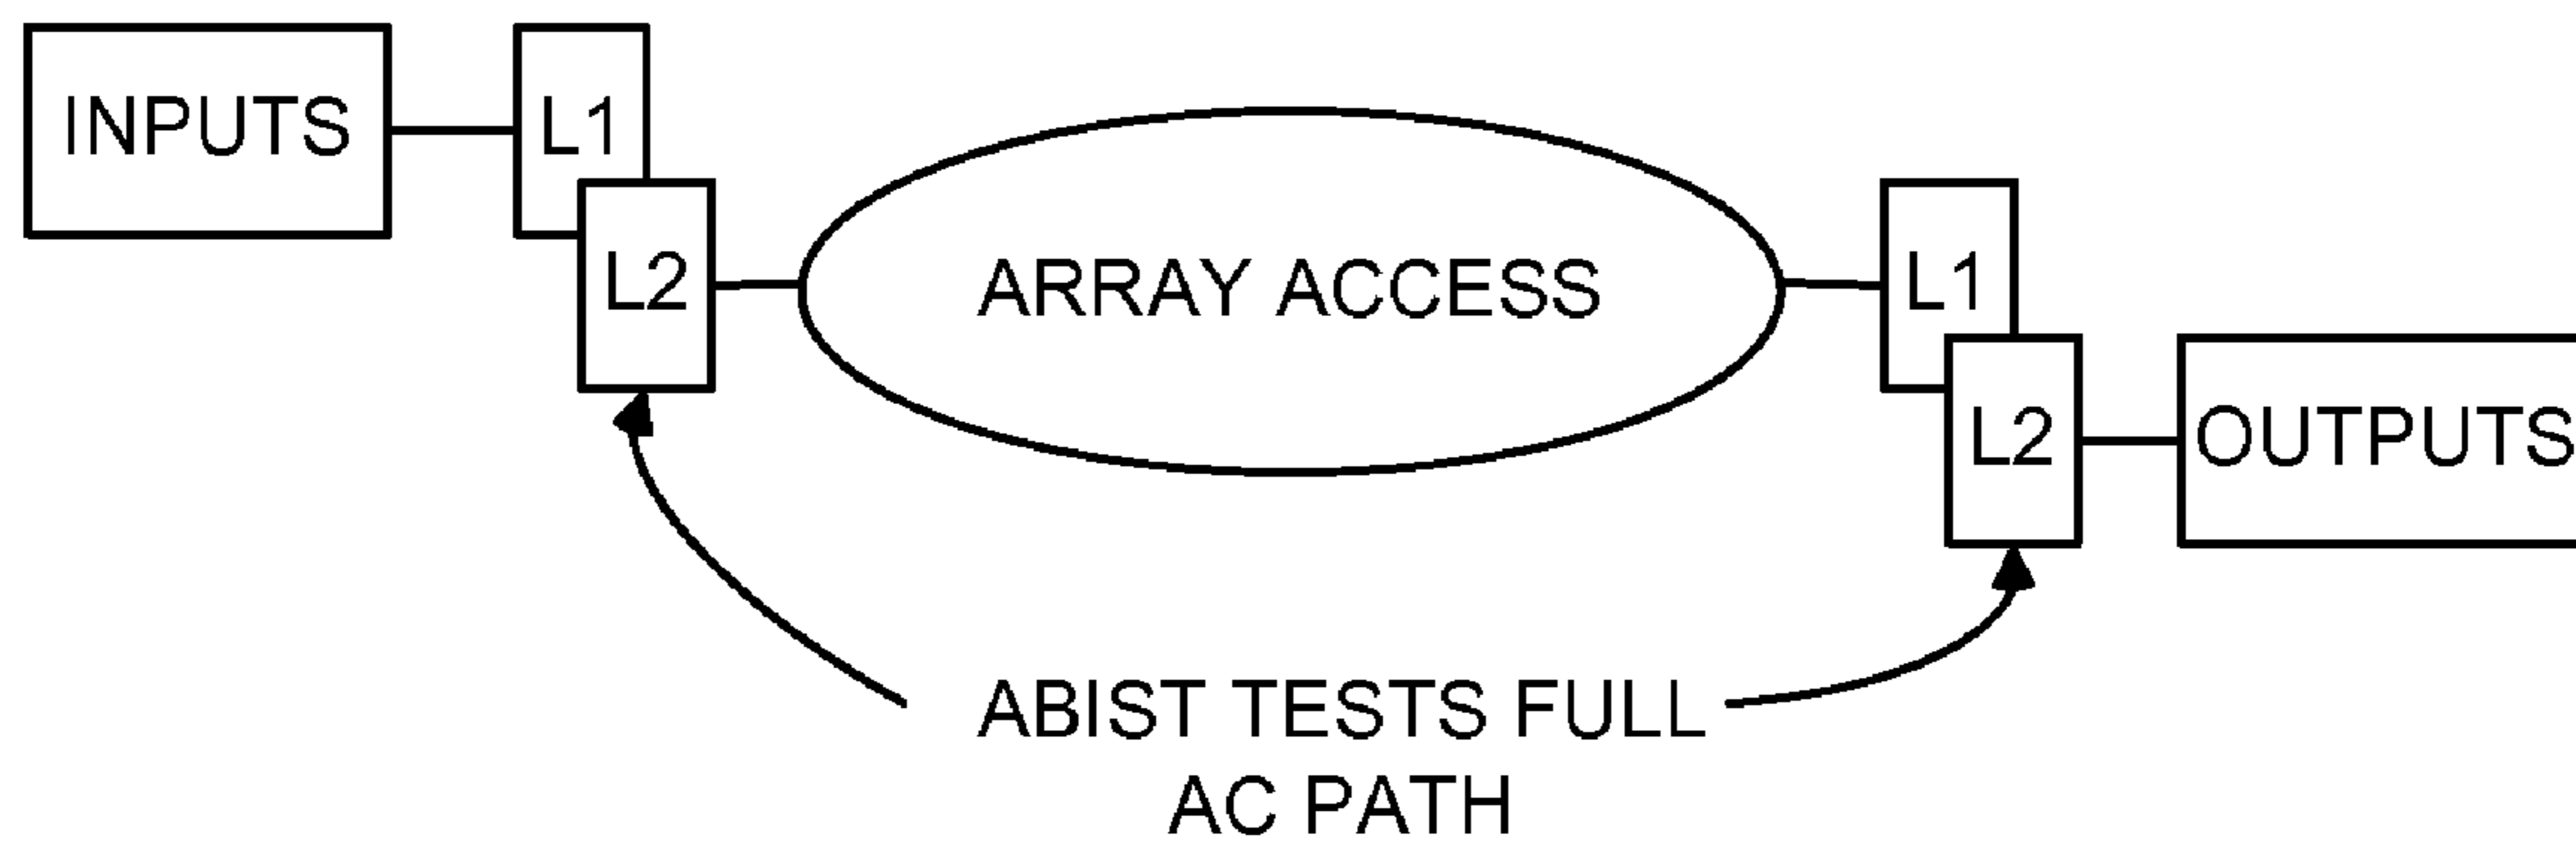 INPUTS
L1
L2
ARRAY ACCESS
L1
L2
OUTPUTS
ABIST TESTS FULL
AC PATH